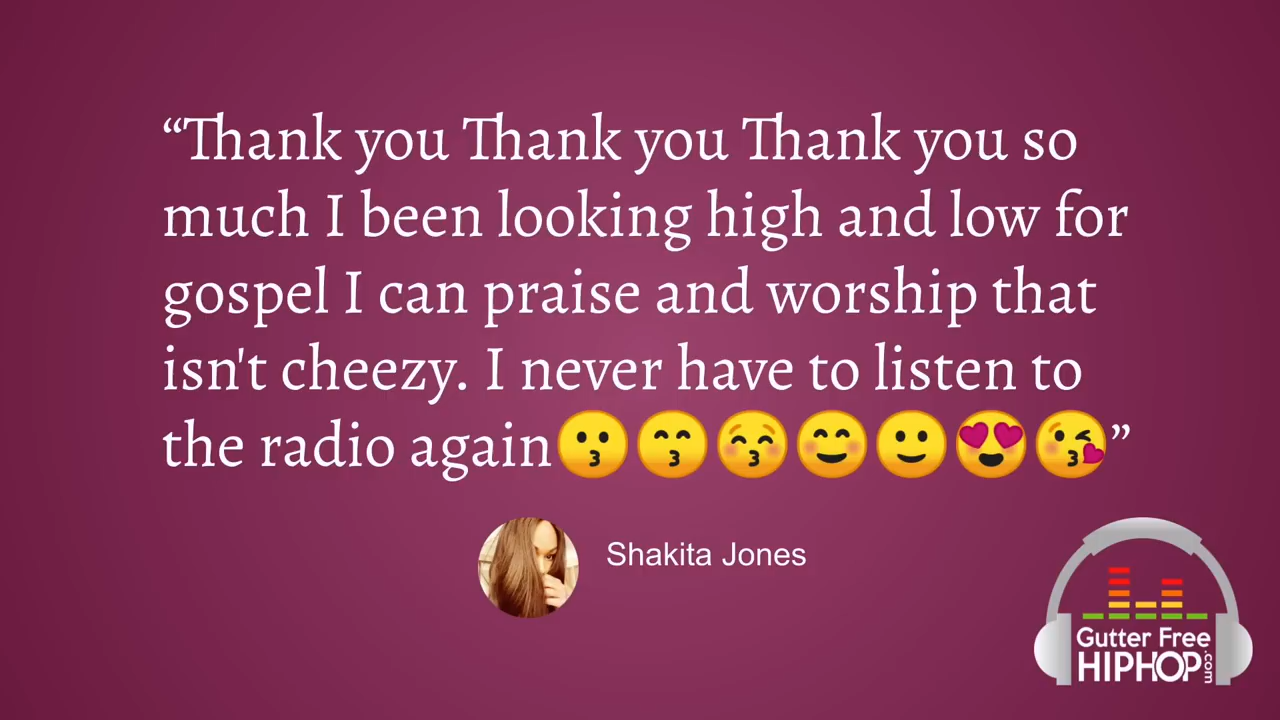 “Thank you Thank you Thank you so
much I been looking high and low for
gospel I can praise and worship that
isn't cheezy. I never have to listen to
the radio again😗😙😚😊🙂😍😘”
Shakita Jones
Gutter Free
HIPHOP.com